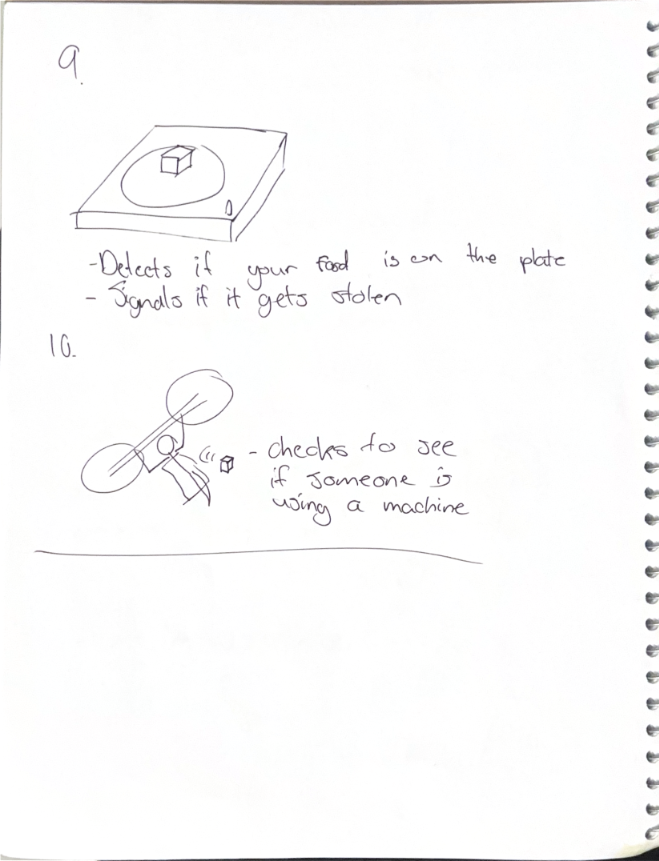 9.
-Detects if your food is on the plate
- Signals if it gets stolen
10.
- checks to see
if someone is
using a machine